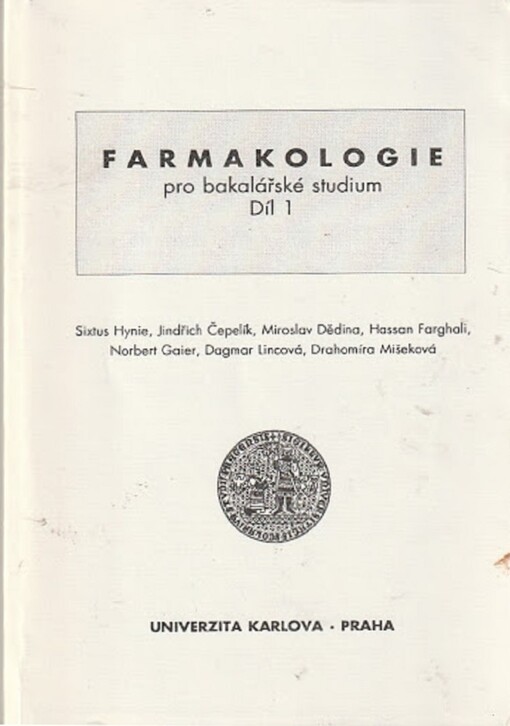 FARMAKOLOGIE
pro bakalářské studium
Díl 1
Sixtus Hynie, Jindřich Čepelík, Miroslav Dědina, Hassan Farghali,
Norbert Gaier, Dagmar Lincová, Drahomíra Mišeková
UNIVERZITA KARLOVA · PRAHA